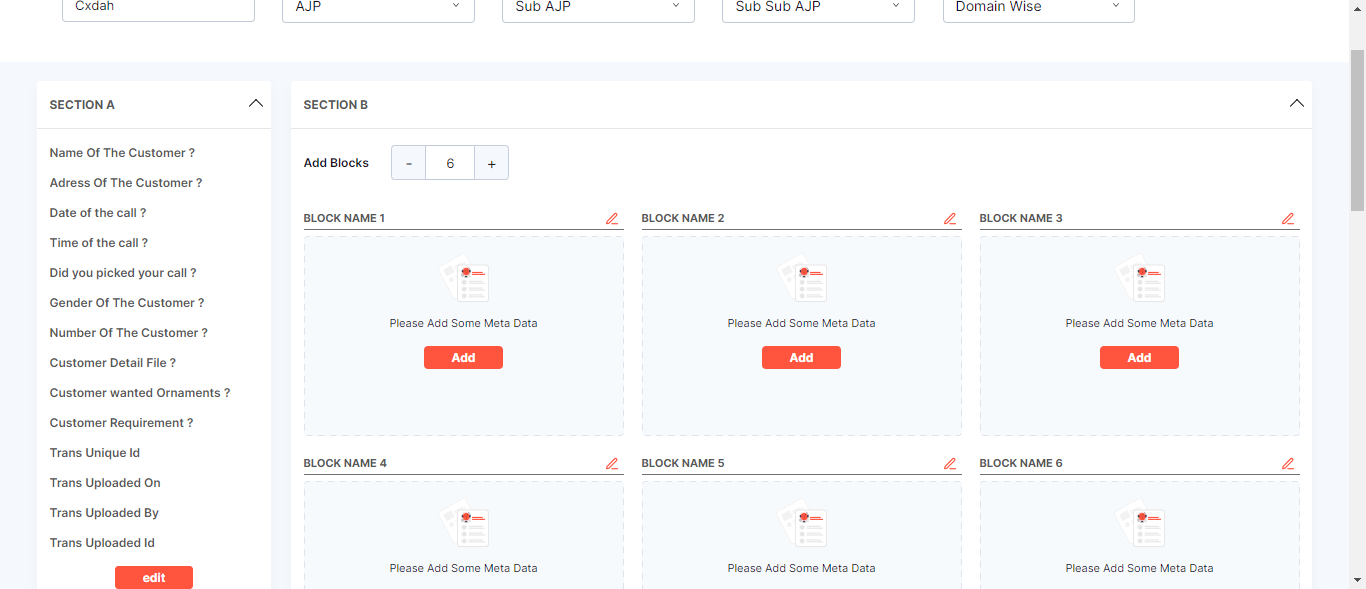 Cxdah
AJP
Sub AJP
Sub Sub AJP
Domain Wise
SECTION A
Name Of The Customer ?
Adress Of The Customer ?
Date of the call ?
Time of the call ?
Did you picked your call ?
Gender Of The Customer ?
Number Of The Customer ?
Customer Detail File ?
Customer wanted Ornaments ?
Customer Requirement ?
Trans Unique Id
Trans Uploaded On
Trans Uploaded By
Trans Uploaded Id
edit
SECTION B
Add Blocks - 6 +
BLOCK NAME 1
Please Add Some Meta Data
Add
BLOCK NAME 2
Please Add Some Meta Data
Add
BLOCK NAME 3
Please Add Some Meta Data
Add
BLOCK NAME 4
Please Add Some Meta Data
BLOCK NAME 5
Please Add Some Meta Data
BLOCK NAME 6
Please Add Some Meta Data